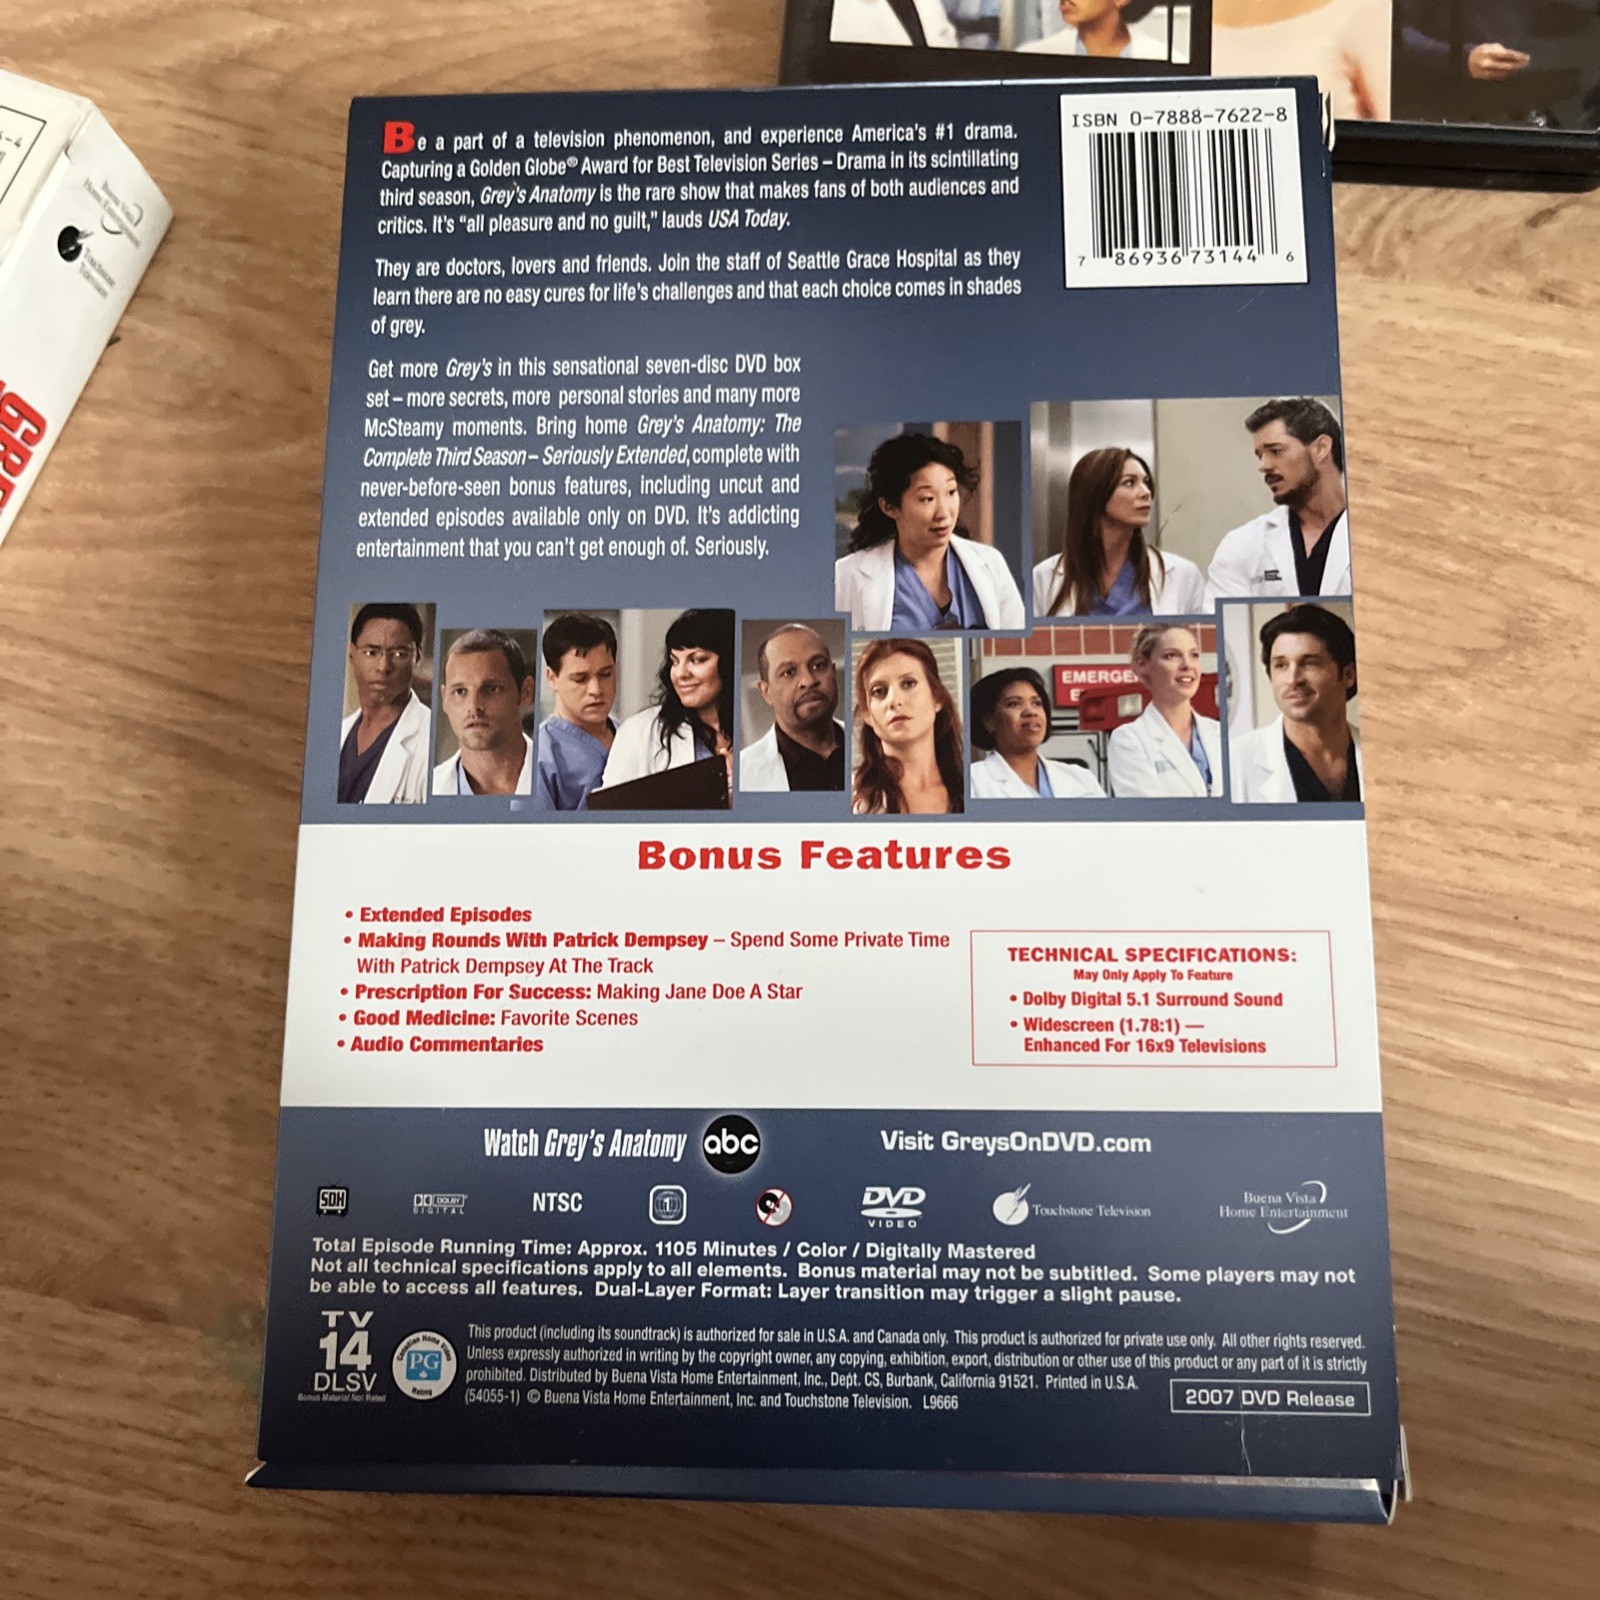 ISBN 0-7888-7622-8
7 86936 73144 6
Be a part of a television phenomenon, and experience America's #1 drama.
Capturing a Golden Globe® Award for Best Television Series – Drama in its scintillating
third season, Grey's Anatomy is the rare show that makes fans of both audiences and
critics. It's "all pleasure and no guilt," lauds USA Today.
They are doctors, lovers and friends. Join the staff of Seattle Grace Hospital as they
learn there are no easy cures for life's challenges and that each choice comes in shades
of grey.
Get more Grey's in this sensational seven-disc DVD box
set – more secrets, more personal stories and many more
McSteamy moments. Bring home Grey's Anatomy: The
Complete Third Season – Seriously Extended, complete with
never-before-seen bonus features, including uncut and
extended episodes available only on DVD. It's addicting
entertainment that you can't get enough of. Seriously.
EMERGE
Bonus Features
• Extended Episodes
• Making Rounds With Patrick Dempsey – Spend Some Private Time
With Patrick Dempsey At The Track
• Prescription For Success: Making Jane Doe A Star
• Good Medicine: Favorite Scenes
• Audio Commentaries
TECHNICAL SPECIFICATIONS:
May Only Apply To Feature
• Dolby Digital 5.1 Surround Sound
• Widescreen (1.78:1) —
Enhanced For 16x9 Televisions
Watch Grey's Anatomy abc
Visit GreysOnDVD.com
SDH
DOLBY
DIGITAL
NTSC
1
DVD
VIDEO
Touchstone Television
Buena Vista
Home Entertainment
Total Episode Running Time: Approx. 1105 Minutes / Color / Digitally Mastered
Not all technical specifications apply to all elements. Bonus material may not be subtitled. Some players may not
be able to access all features. Dual-Layer Format: Layer transition may trigger a slight pause.
TV
14
DLSV
Bonus Material Not Rated
Canadian Home Video
PG
Rating
This product (including its soundtrack) is authorized for sale in U.S.A. and Canada only. This product is authorized for private use only. All other rights reserved.
Unless expressly authorized in writing by the copyright owner, any copying, exhibition, export, distribution or other use of this product or any part of it is strictly
prohibited. Distributed by Buena Vista Home Entertainment, Inc., Dept. CS, Burbank, California 91521. Printed in U.S.A.
(54055-1) © Buena Vista Home Entertainment, Inc. and Touchstone Television. L9666
2007 DVD Release
Buena Vista
Home Entertainment
Touchstone
Television